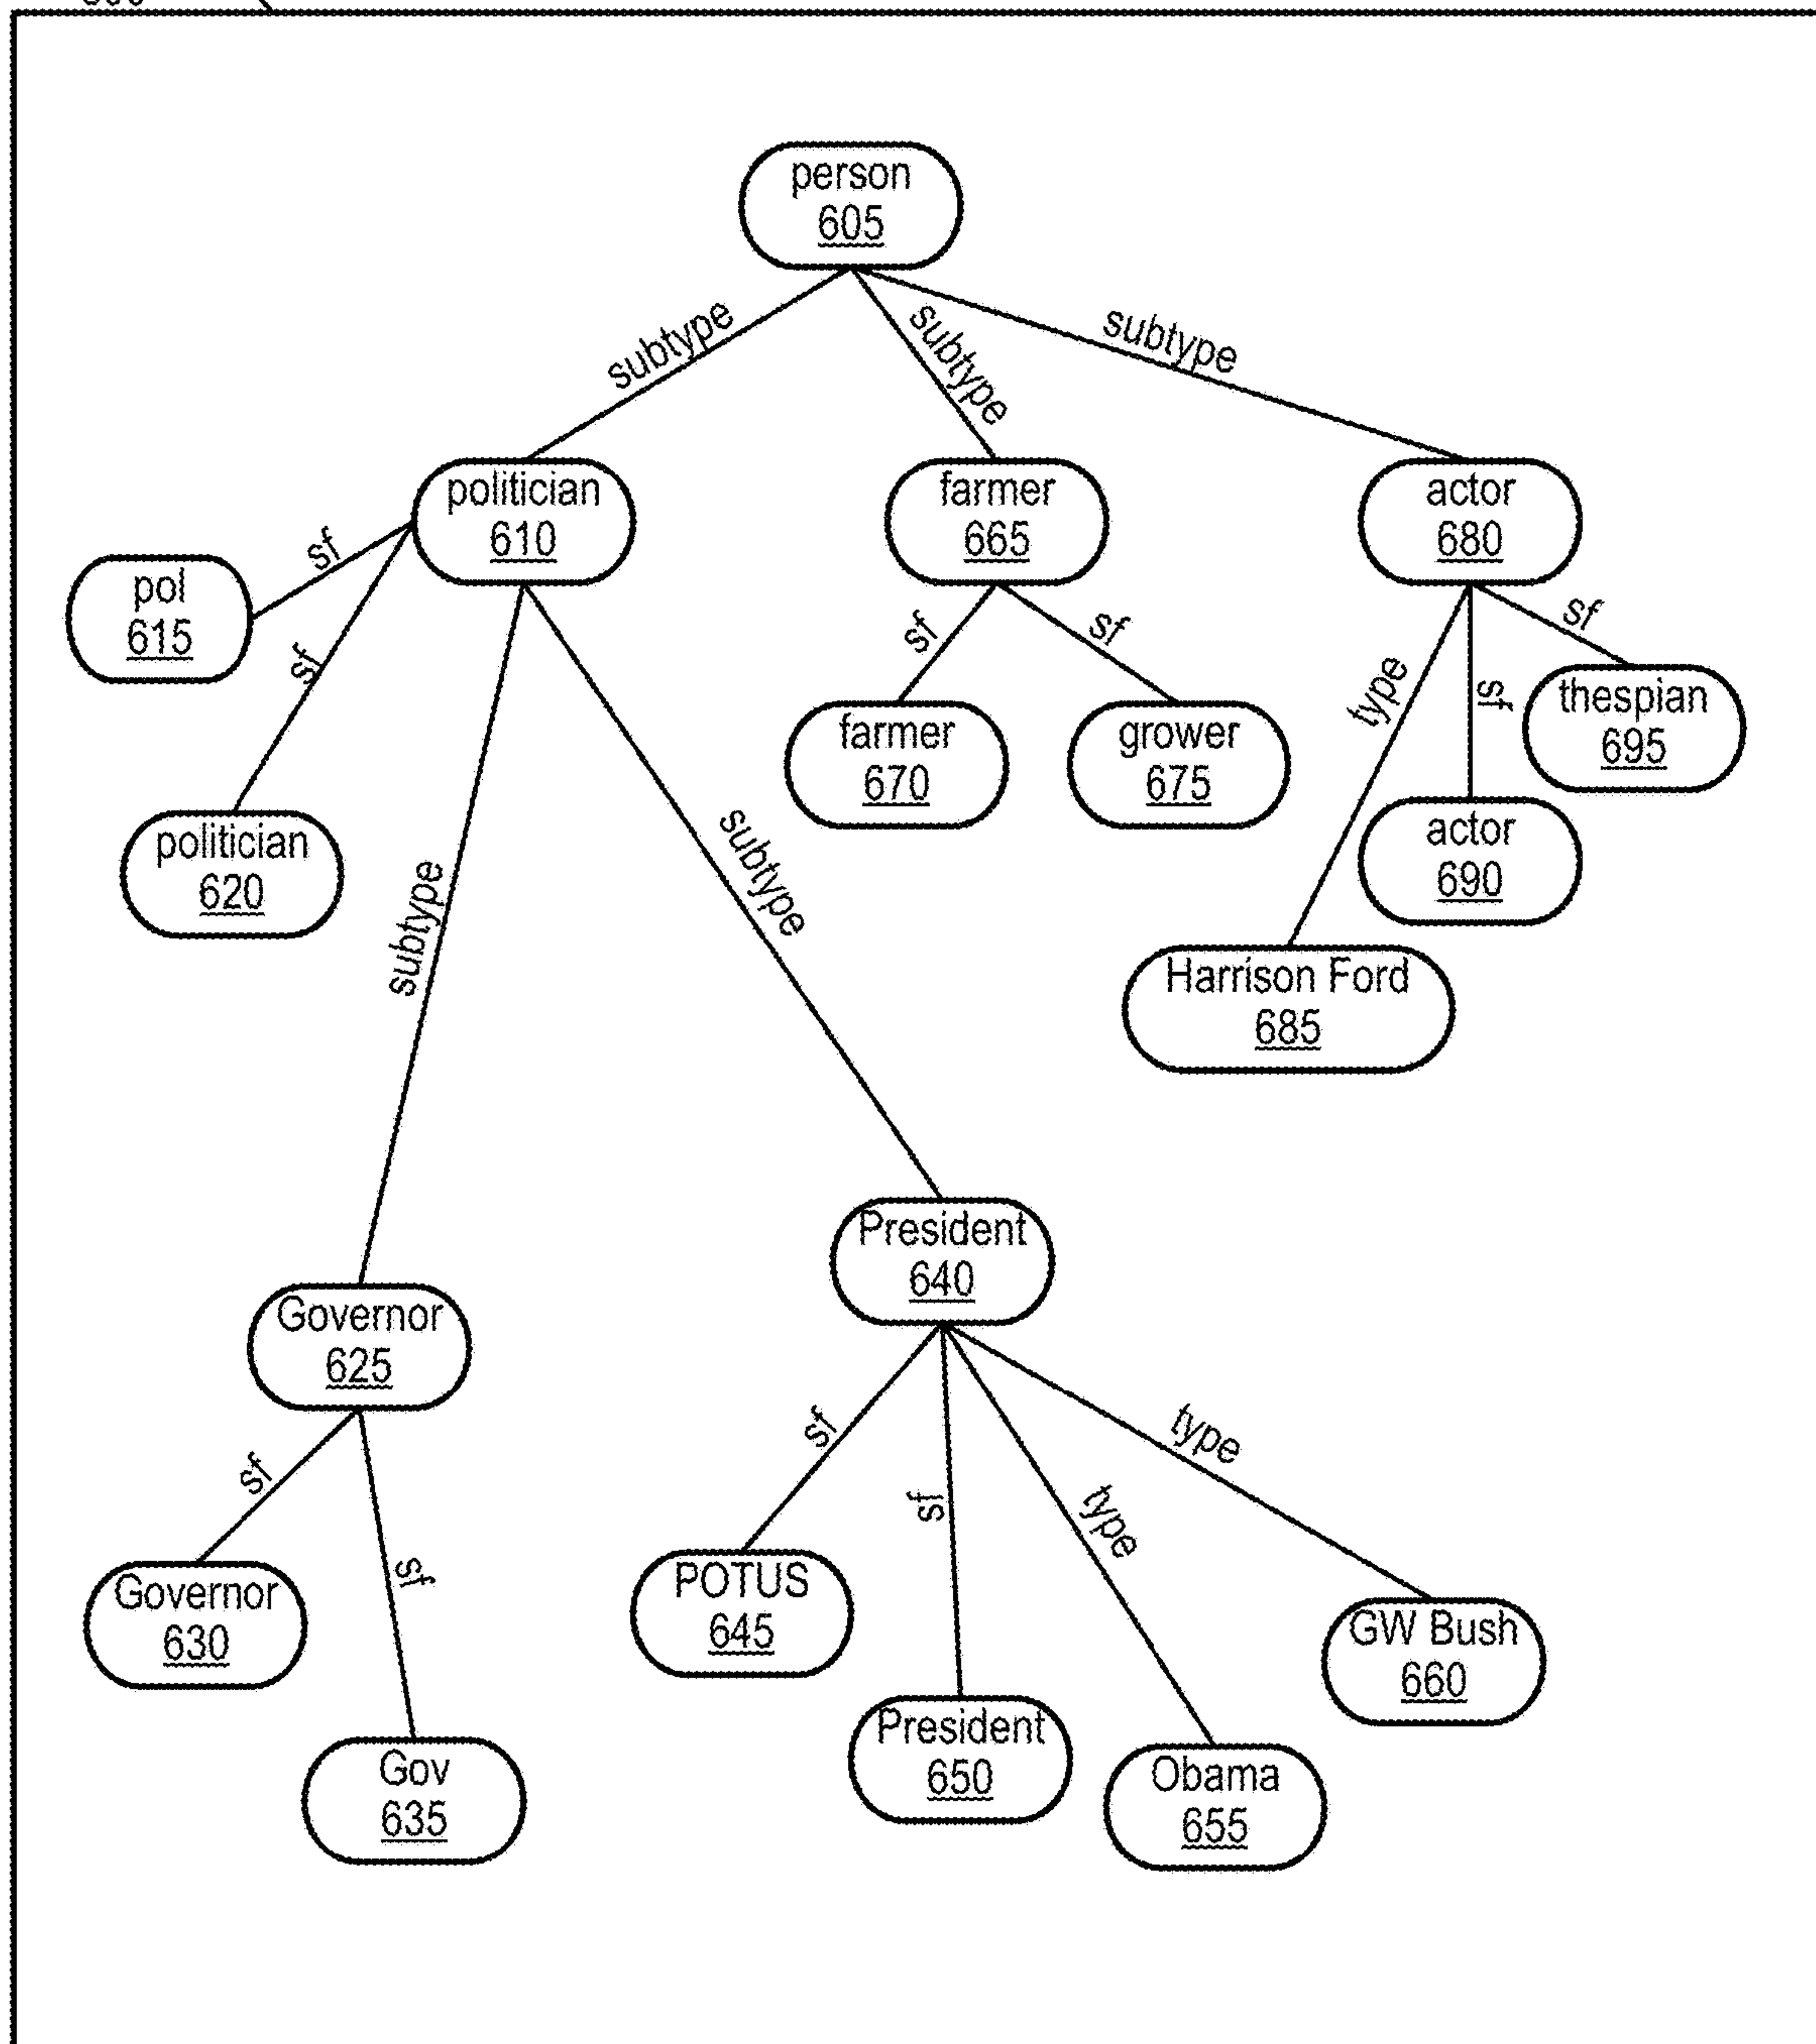 person
605
subtype
subtype
subtype
politician
610
farmer
665
actor
680
sf
pol
615
sf
sf
sf
type
sf
sf
thespian
695
farmer
670
grower
675
politician
620
actor
690
subtype
subtype
Harrison Ford
685
President
640
Governor
625
sf
sf
sf
sf
type
type
Governor
630
POTUS
645
GW Bush
660
President
650
Gov
635
Obama
655